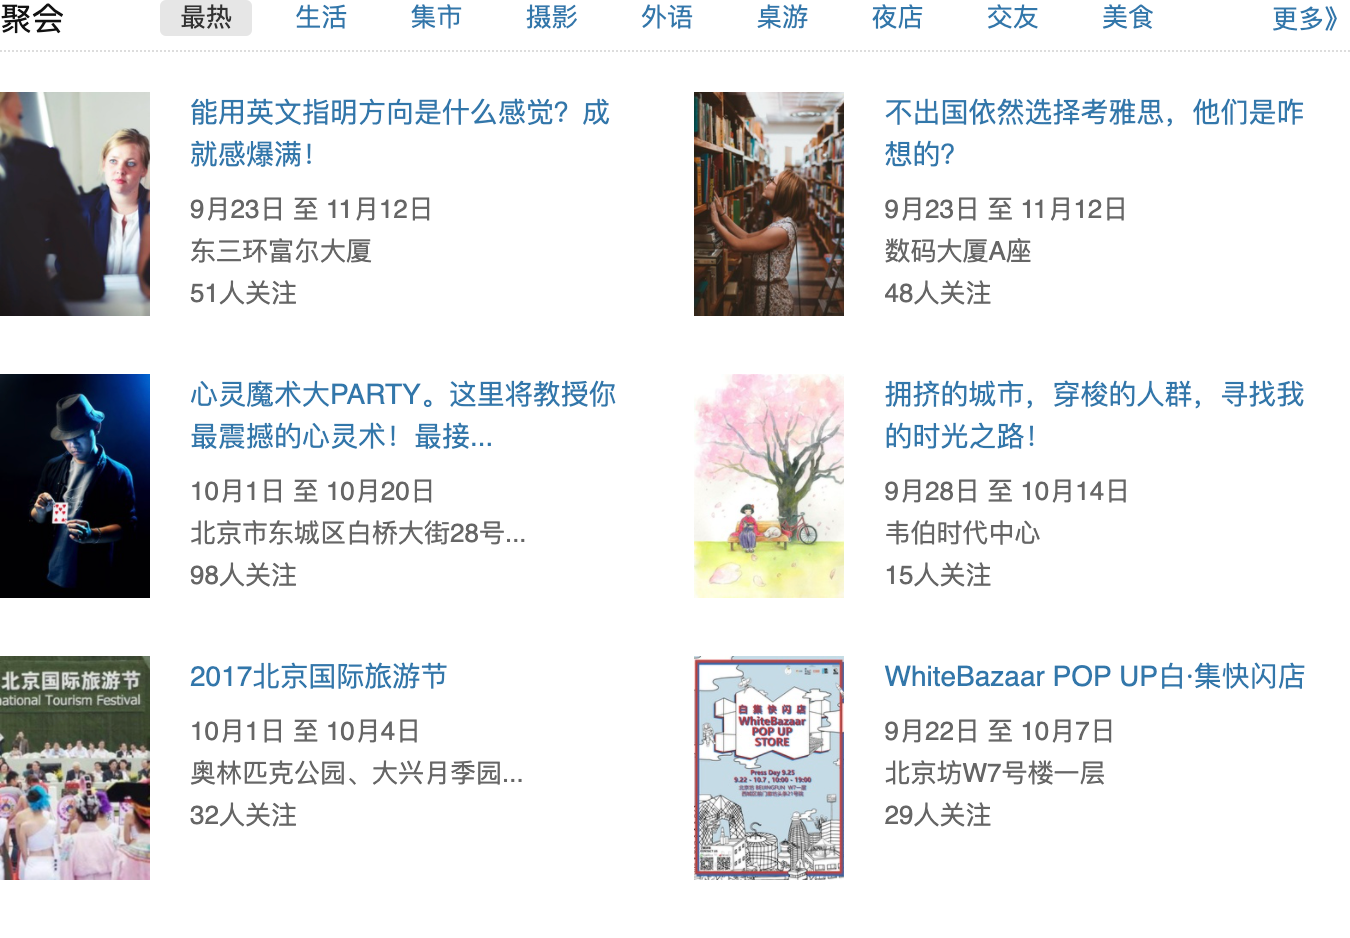 聚会
最热 生活 集市 摄影 外语 桌游 夜店 交友 美食 更多》
能用英文指明方向是什么感觉？成
就感爆满！
9月23日 至 11月12日
东三环富尔大厦
51人关注
不出国依然选择考雅思，他们是咋
想的？
9月23日 至 11月12日
数码大厦A座
48人关注
心灵魔术大PARTY。这里将教授你
最震撼的心灵术！最接...
10月1日 至 10月20日
北京市东城区白桥大街28号...
98人关注
拥挤的城市，穿梭的人群，寻找我
的时光之路！
9月28日 至 10月14日
韦伯时代中心
15人关注
北京国际旅游节
national Tourism Festival
2017北京国际旅游节
10月1日 至 10月4日
奥林匹克公园、大兴月季园...
32人关注
白集快闪店
WhiteBazaar
POP UP
STORE
Press Day 9.25
9.22 - 10.7 , 10:00 - 19:00
北京坊 BEIJINGFUN W7一层
WhiteBazaar POP UP白·集快闪店
9月22日 至 10月7日
北京坊W7号楼一层
29人关注